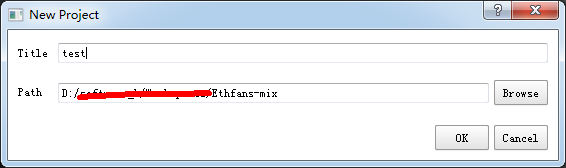 New Project
Title test
Path D:/ /Ethfans-mix Browse
OK Cancel